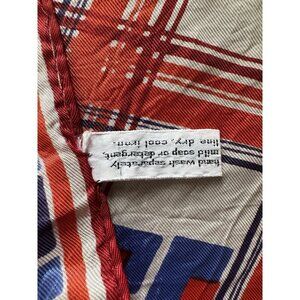 hand wash separately
mild soap or detergent,
line dry, cool iron.